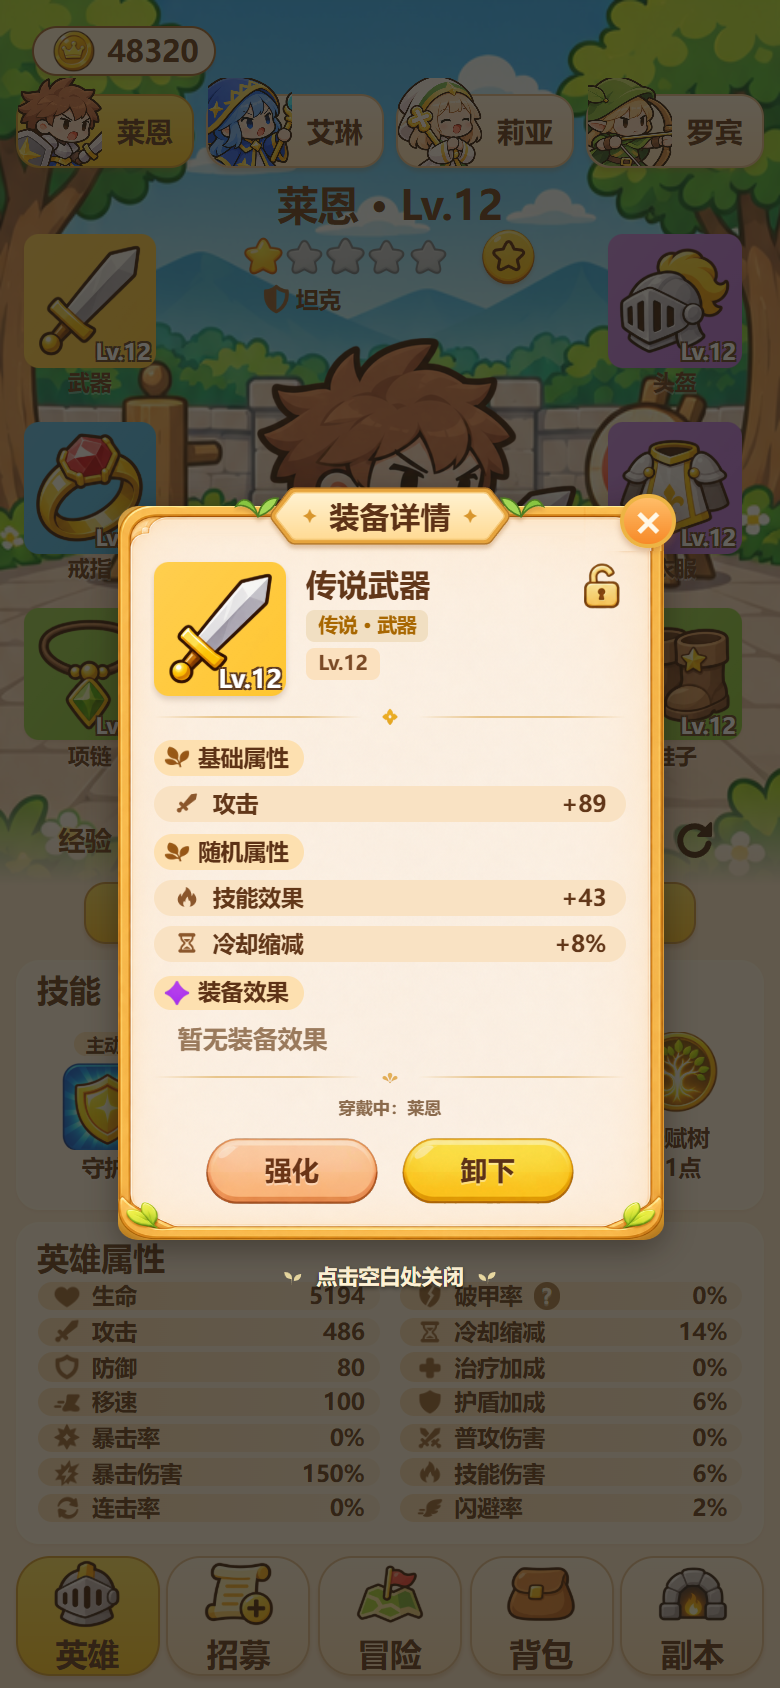 48320
莱恩
艾琳
莉亚
罗宾
莱恩 • Lv.12
坦克
Lv.12
武器
Lv.12
头盔
Lv
戒指
Lv.12
衣服
Lv
项链
Lv.12
鞋子
装备详情
传说武器
传说 • 武器
Lv.12
Lv.12
基础属性
攻击 +89
随机属性
技能效果 +43
冷却缩减 +8%
装备效果
暂无装备效果
穿戴中：莱恩
强化
卸下
点击空白处关闭
经验
技能
主动
守护
赋树
1点
英雄属性
生命 5194
破甲率 ? 0%
攻击 486
冷却缩减 14%
防御 80
治疗加成 0%
移速 100
护盾加成 6%
暴击率 0%
普攻伤害 0%
暴击伤害 150%
技能伤害 6%
连击率 0%
闪避率 2%
英雄
招募
冒险
背包
副本